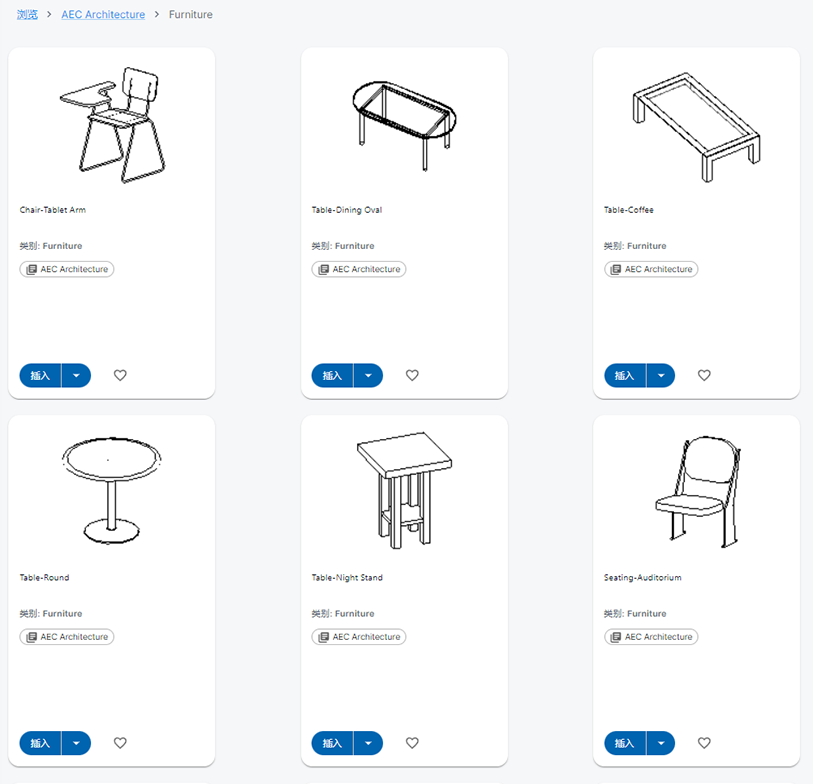 浏览 > AEC Architecture > Furniture
Chair-Tablet Arm
类别: Furniture
AEC Architecture
插入
Table-Dining Oval
类别: Furniture
AEC Architecture
插入
Table-Coffee
类别: Furniture
AEC Architecture
插入
Table-Round
类别: Furniture
AEC Architecture
插入
Table-Night Stand
类别: Furniture
AEC Architecture
插入
Seating-Auditorium
类别: Furniture
AEC Architecture
插入